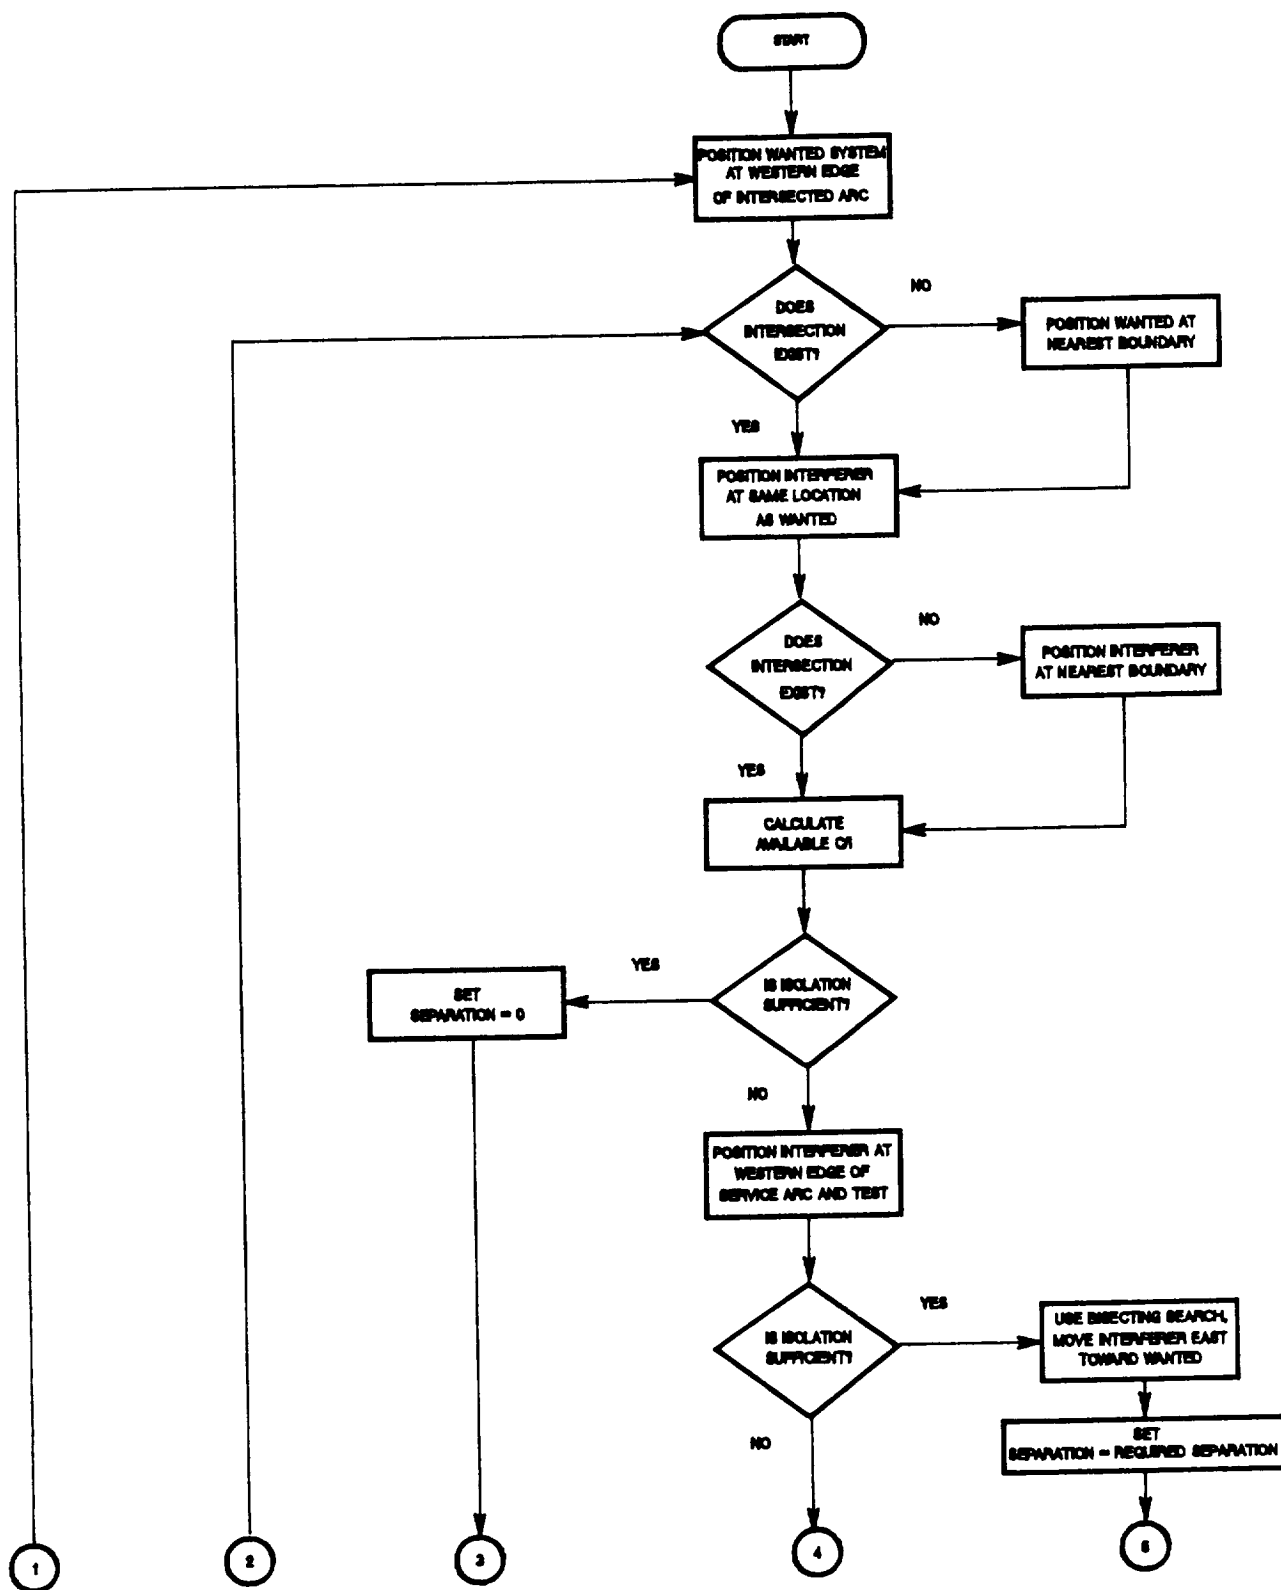 START
POSITION WANTED SYSTEM
AT WESTERN EDGE
OF INTERSECTED ARC
DOES
INTERSECTION
EXIST?
NO
POSITION WANTED AT
NEAREST BOUNDARY
YES
POSITION INTERFERER
AT SAME LOCATION
AS WANTED
DOES
INTERSECTION
EXIST?
NO
POSITION INTERFERER
AT NEAREST BOUNDARY
YES
CALCULATE
AVAILABLE C/I
IS ISOLATION
SUFFICIENT?
YES
SET
SEPARATION = 0
NO
POSITION INTERFERER AT
WESTERN EDGE OF
SERVICE ARC AND TEST
IS ISOLATION
SUFFICIENT?
YES
USE BISECTING SEARCH,
MOVE INTERFERER EAST
TOWARD WANTED
NO
SET
SEPARATION = REQUIRED SEPARATION
1
2
3
4
5